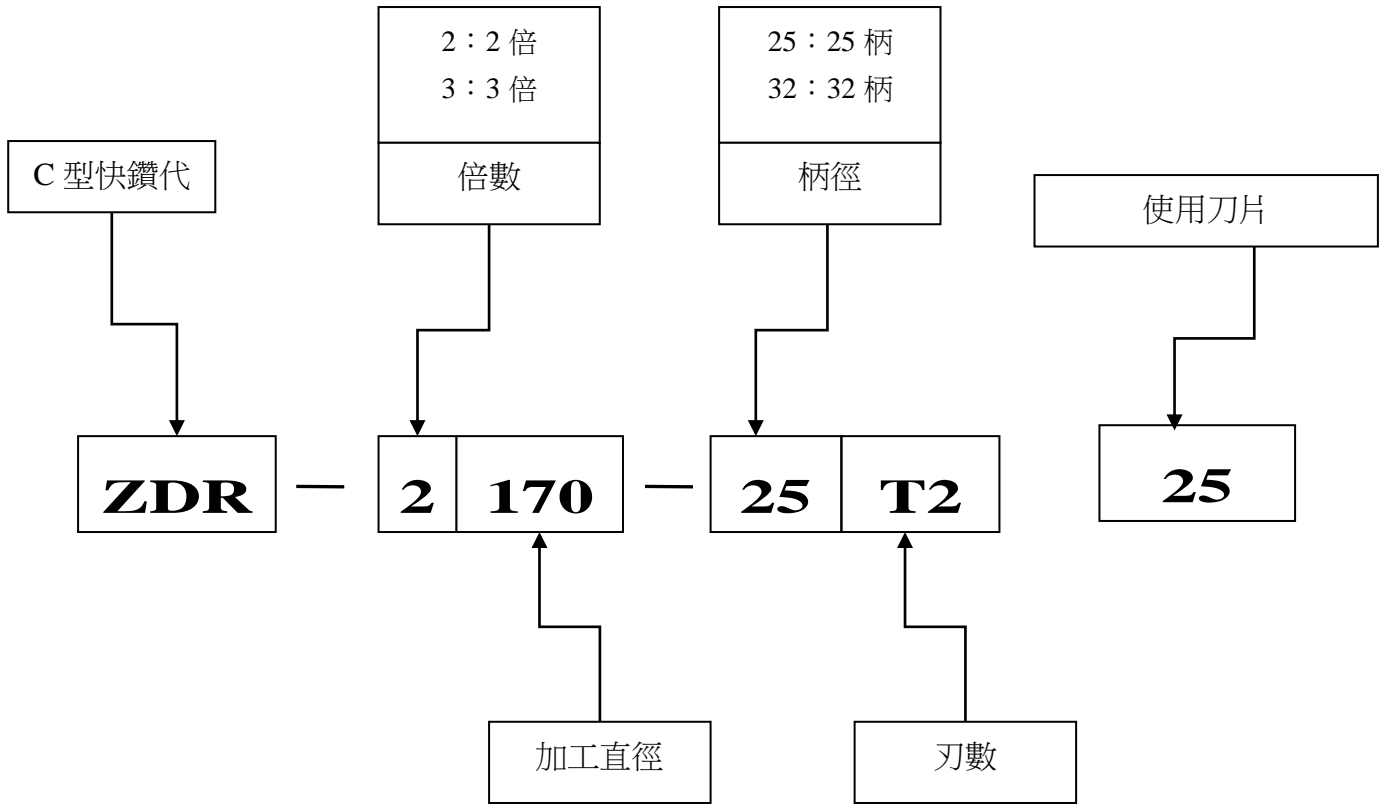 2：2 倍
3：3 倍
倍數
25：25 柄
32：32 柄
柄徑
C 型快鑽代
使用刀片
ZDR — 2 170 — 25 T2 25
加工直徑
刃數